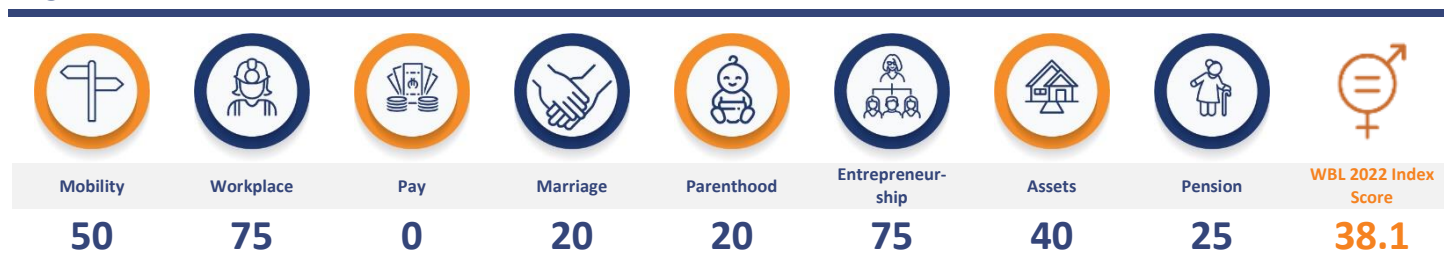 Mobility
Workplace
Pay
Marriage
Parenthood
Entrepreneur-
ship
Assets
Pension
WBL 2022 Index
Score
50
75
0
20
20
75
40
25
38.1